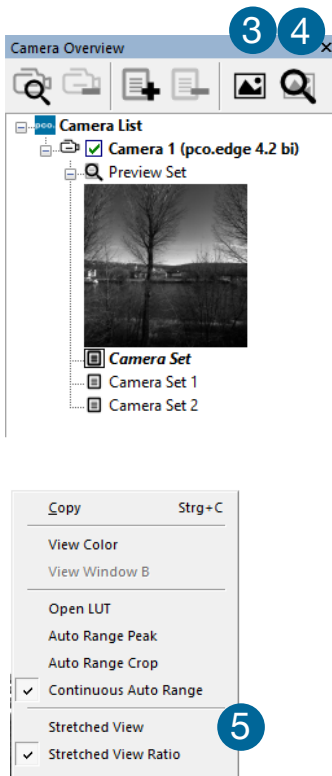 3 4
Camera Overview x
pco. Camera List
Camera 1 (pco.edge 4.2 bi)
Preview Set
Camera Set
Camera Set 1
Camera Set 2
Copy Strg+C
View Color
View Window B
Open LUT
Auto Range Peak
Auto Range Crop
Continuous Auto Range
Stretched View 5
Stretched View Ratio